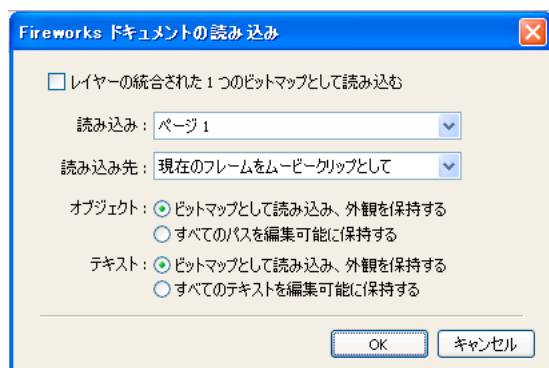 Fireworks ドキュメントの読み込み
レイヤーの統合された 1 つのビットマップとして読み込む
読み込み : ページ 1
読み込み先 : 現在のフレームをムービークリップとして
オブジェクト : ビットマップとして読み込み、外観を保持する
すべてのパスを編集可能に保持する
テキスト : ビットマップとして読み込み、外観を保持する
すべてのテキストを編集可能に保持する
OK キャンセル